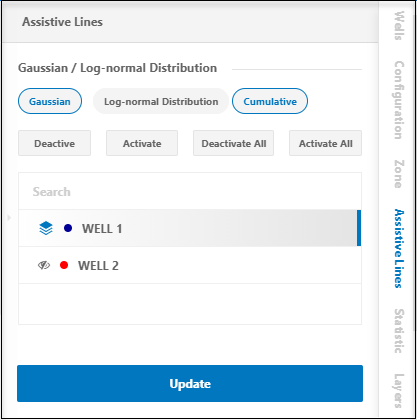 Assistive Lines
Gaussian / Log-normal Distribution
Gaussian
Log-normal Distribution
Cumulative
Deactive
Activate
Deactivate All
Activate All
Search
WELL 1
WELL 2
Update
Wells
Configuration
Zone
Assistive Lines
Statistic
Layers